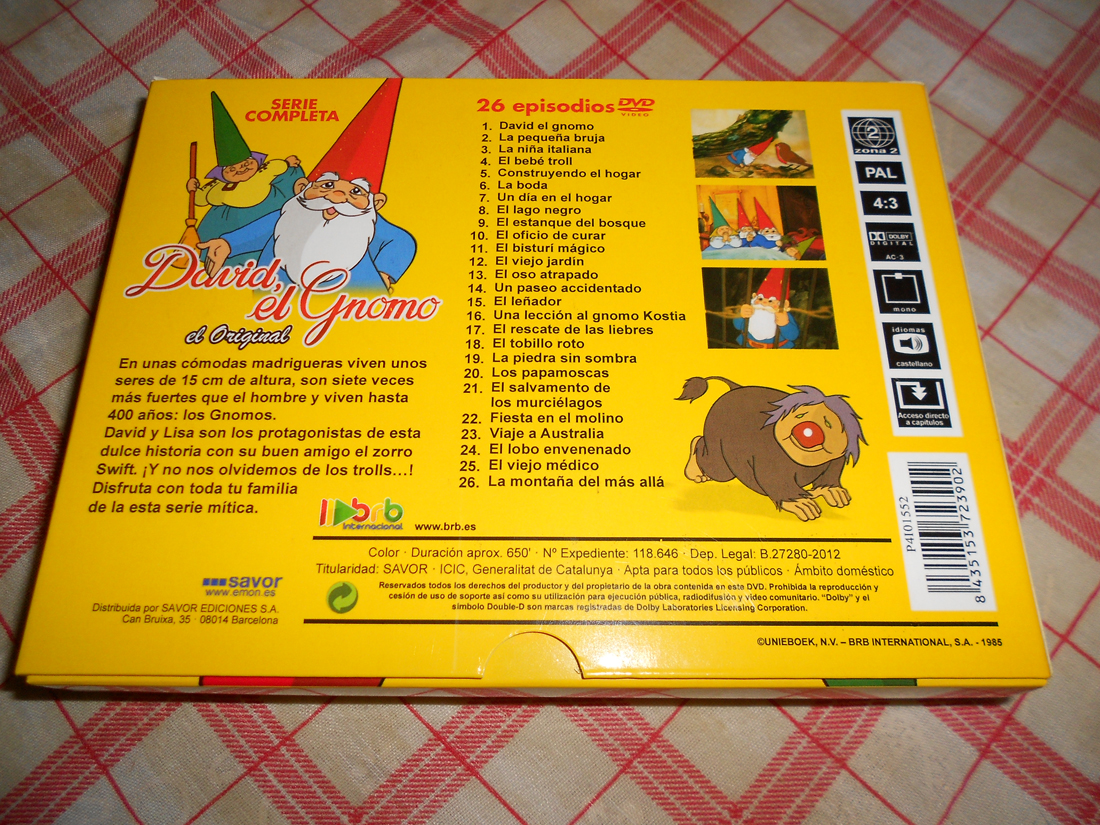 SERIE
COMPLETA
David,
el Gnomo
el Original
En unas cómodas madrigueras viven unos
seres de 15 cm de altura, son siete veces
más fuertes que el hombre y viven hasta
400 años: los Gnomos.
David y Lisa son los protagonistas de esta
dulce historia con su buen amigo el zorro
Swift. ¡Y no nos olvidemos de los trolls...!
Disfruta con toda tu familia
de la esta serie mítica.
26 episodios DVD
VIDEO
1. David el gnomo
2. La pequeña bruja
3. La niña italiana
4. El bebé troll
5. Construyendo el hogar
6. La boda
7. Un día en el hogar
8. El lago negro
9. El estanque del bosque
10. El oficio de curar
11. El bisturí mágico
12. El viejo jardín
13. El oso atrapado
14. Un paseo accidentado
15. El leñador
16. Una lección al gnomo Kostia
17. El rescate de las liebres
18. El tobillo roto
19. La piedra sin sombra
20. Los papamoscas
21. El salvamento de
los murciélagos
22. Fiesta en el molino
23. Viaje a Australia
24. El lobo envenenado
25. El viejo médico
26. La montaña del más allá
2
zona 2
PAL
4:3
DOLBY
DIGITAL
AC-3
mono
idiomas
castellano
Acceso directo
a capítulos
P4I01552
8 435153 723902
brb
internacional
www.brb.es
Color · Duración aprox. 650' · Nº Expediente: 118.646 · Dep. Legal: B.27280-2012
Titularidad: SAVOR · ICIC, Generalitat de Catalunya · Apta para todos los públicos · Ámbito doméstico
Reservados todos los derechos del productor y del propietario de la obra contenida en este DVD. Prohibida la reproducción y
cesión de uso de soporte así como su utilización para ejecución pública, radiodifusión y vídeo comunitario. "Dolby" y el
símbolo Double-D son marcas registradas de Dolby Laboratories Licensing Corporation.
savor
www.emon.es
Distribuida por SAVOR EDICIONES S.A.
Can Bruixa, 35 · 08014 Barcelona
©UNIEBOEK, N.V. – BRB INTERNATIONAL, S.A. - 1985